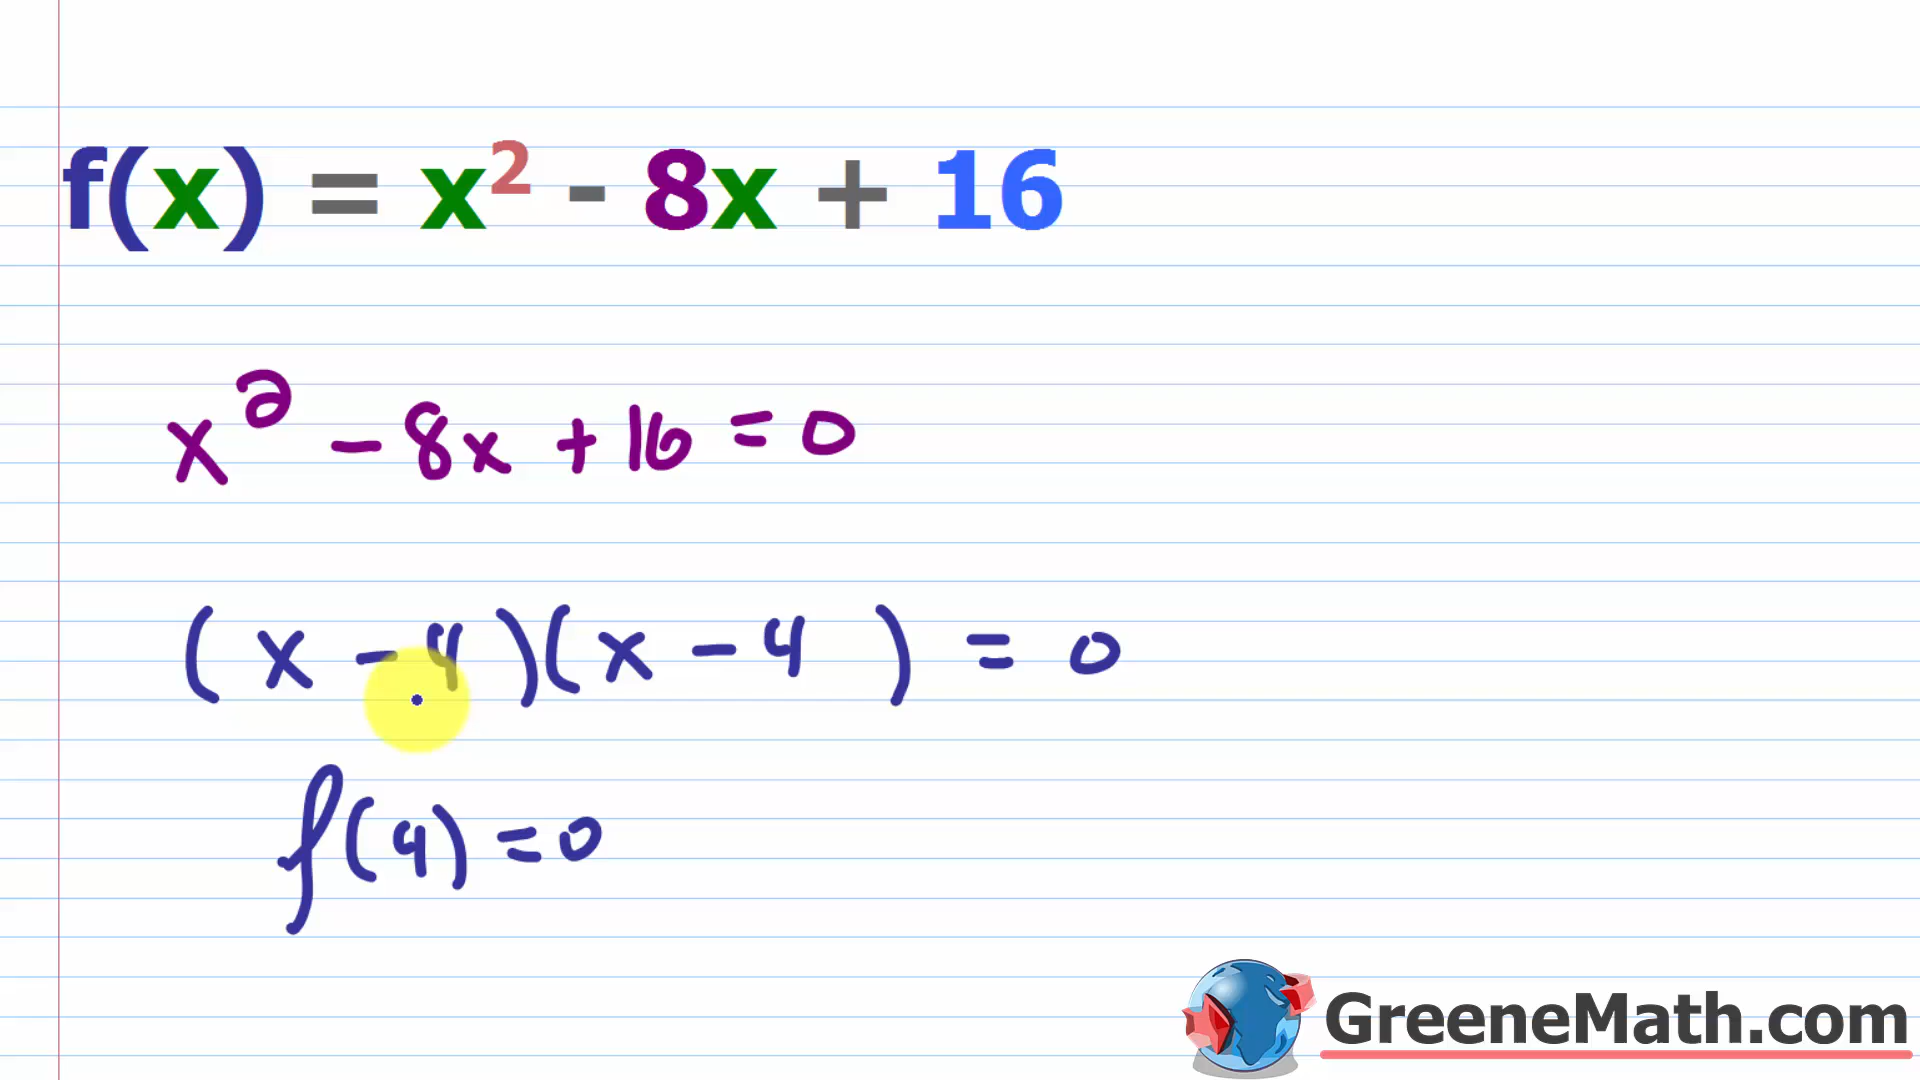 f(x) = x² - 8x + 16
x² - 8x + 16 = 0
(x - 4)(x - 4) = 0
f(4) = 0
GreeneMath.com